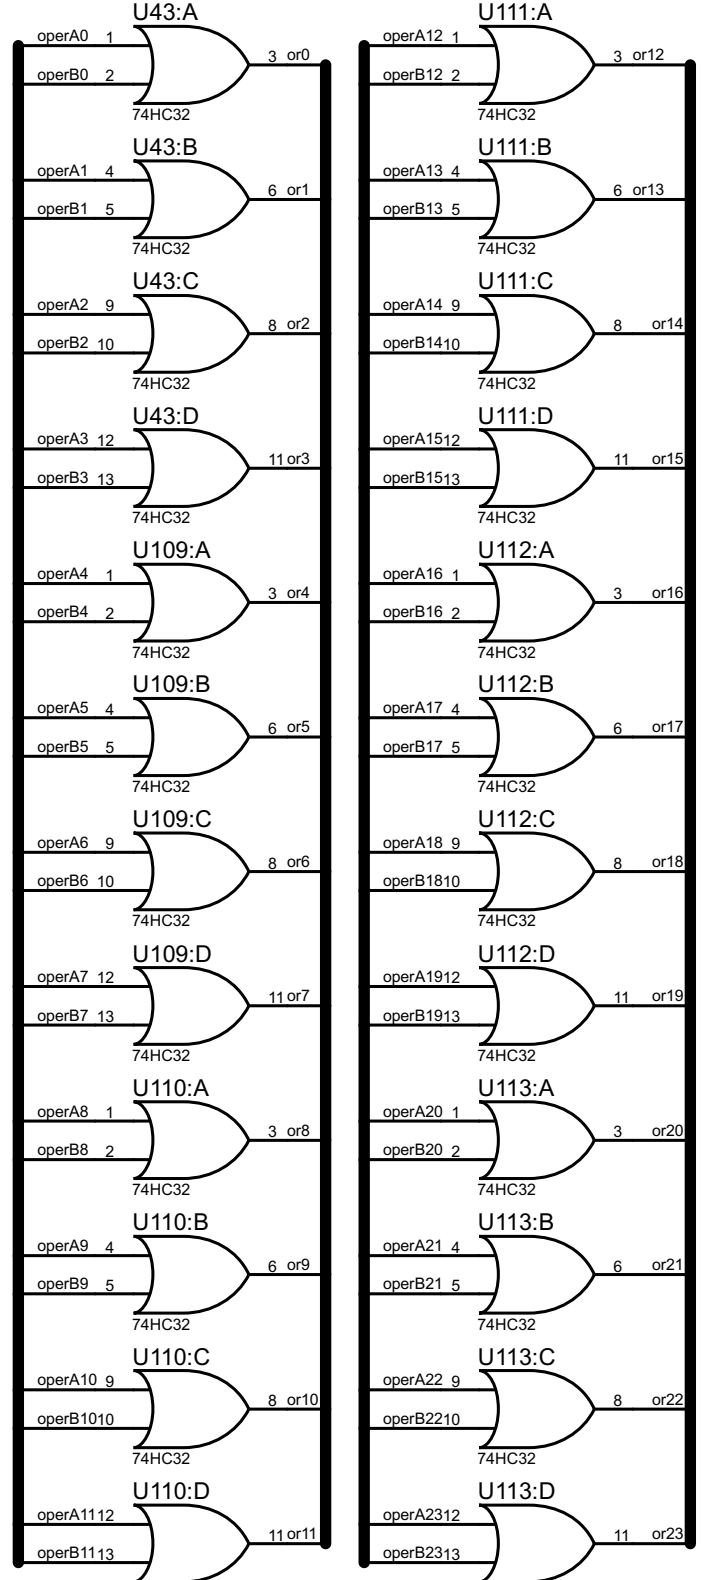 U43:A
operA0 1
3 or0
operB0 2
74HC32
U43:B
operA1 4
6 or1
operB1 5
74HC32
U43:C
operA2 9
8 or2
operB2 10
74HC32
U43:D
operA3 12
11 or3
operB3 13
74HC32
U109:A
operA4 1
3 or4
operB4 2
74HC32
U109:B
operA5 4
6 or5
operB5 5
74HC32
U109:C
operA6 9
8 or6
operB6 10
74HC32
U109:D
operA7 12
11 or7
operB7 13
74HC32
U110:A
operA8 1
3 or8
operB8 2
74HC32
U110:B
operA9 4
6 or9
operB9 5
74HC32
U110:C
operA10 9
8 or10
operB10 10
74HC32
U110:D
operA11 12
11 or11
operB11 13
U111:A
operA12 1
3 or12
operB12 2
74HC32
U111:B
operA13 4
6 or13
operB13 5
74HC32
U111:C
operA14 9
8 or14
operB14 10
74HC32
U111:D
operA15 12
11 or15
operB15 13
74HC32
U112:A
operA16 1
3 or16
operB16 2
74HC32
U112:B
operA17 4
6 or17
operB17 5
74HC32
U112:C
operA18 9
8 or18
operB18 10
74HC32
U112:D
operA19 12
11 or19
operB19 13
74HC32
U113:A
operA20 1
3 or20
operB20 2
74HC32
U113:B
operA21 4
6 or21
operB21 5
74HC32
U113:C
operA22 9
8 or22
operB22 10
74HC32
U113:D
operA23 12
11 or23
operB23 13